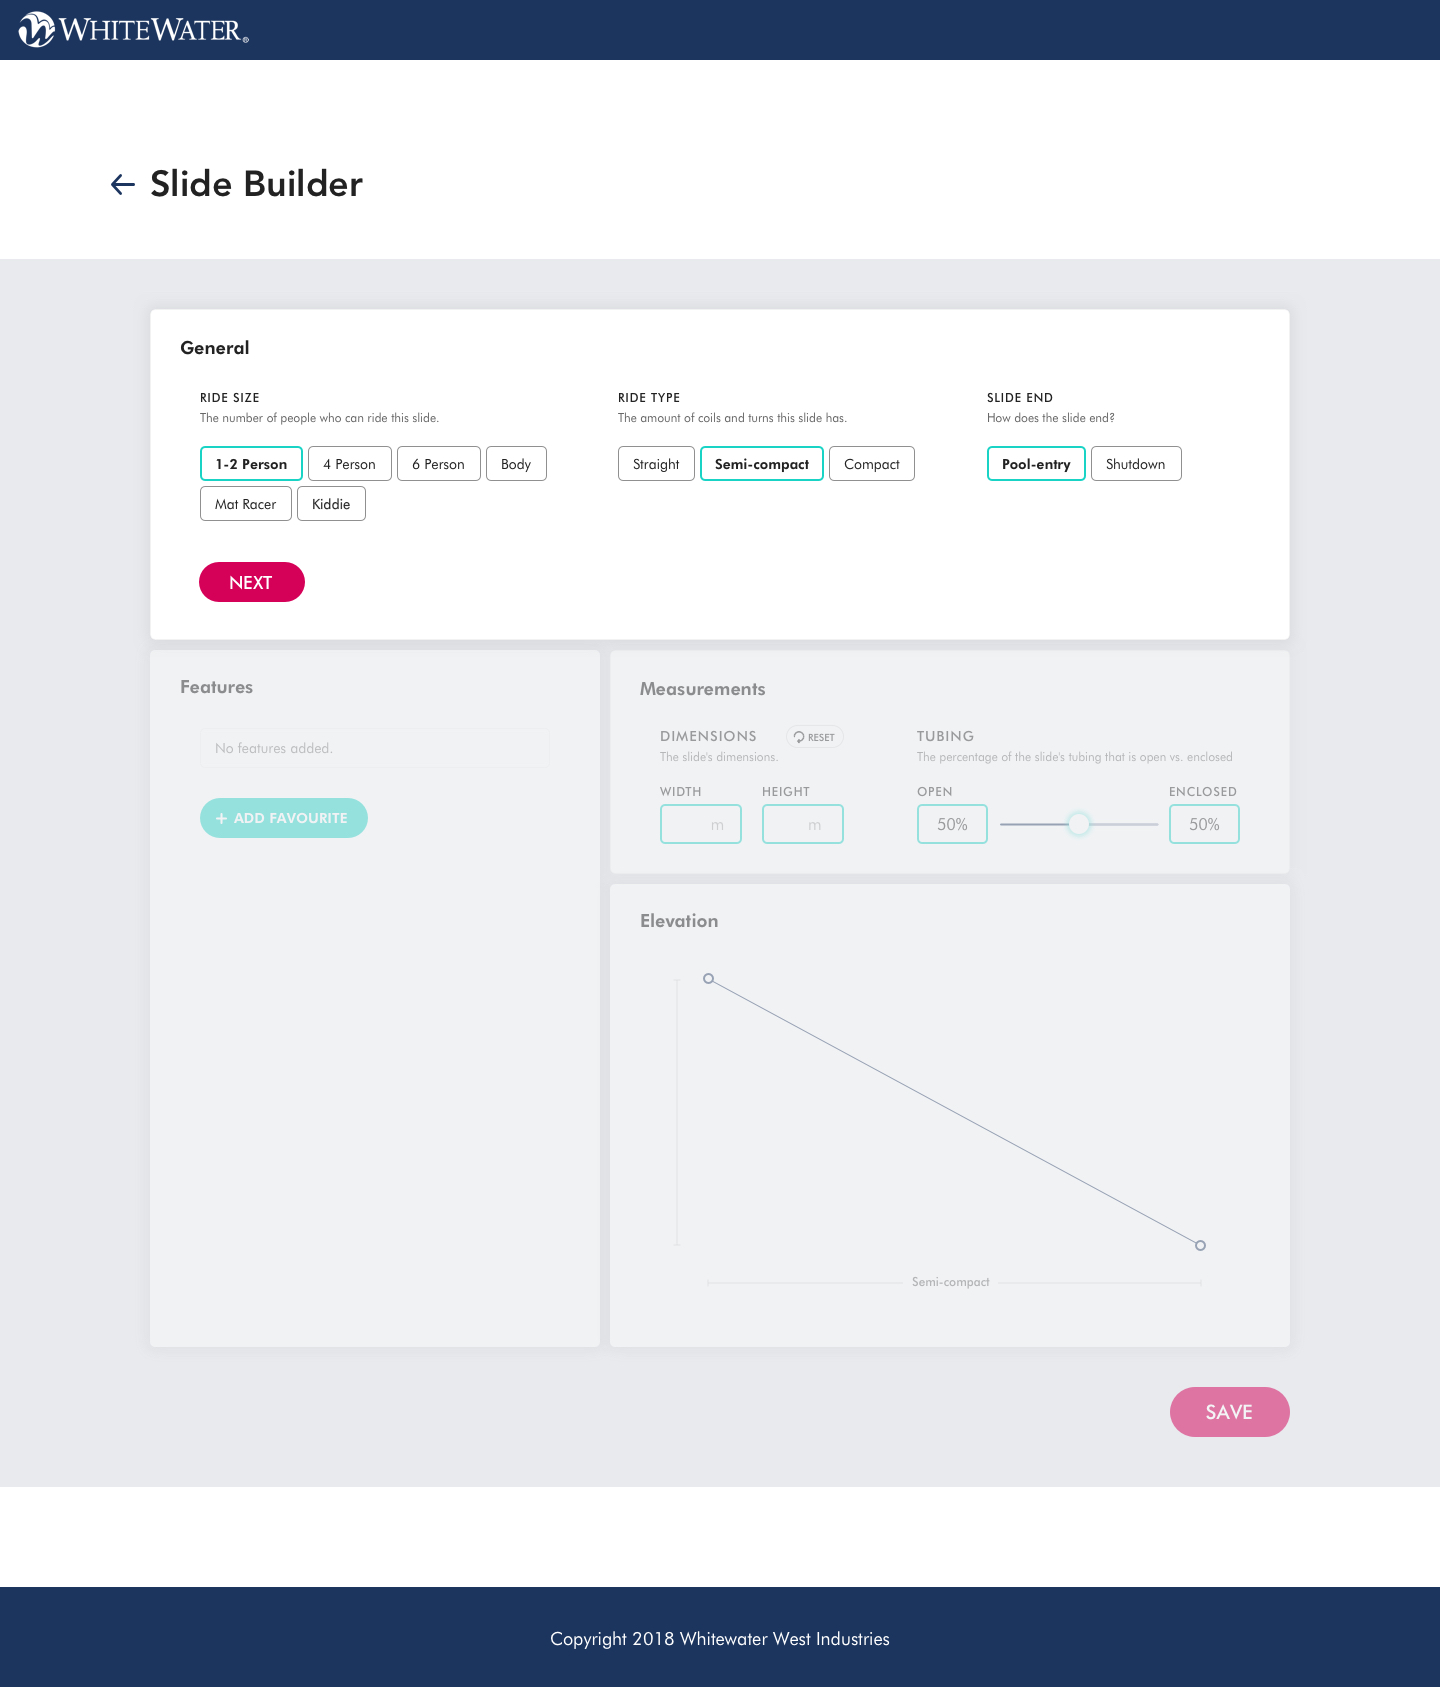 WHITEWATER®
Slide Builder
General
RIDE SIZE
The number of people who can ride this slide.
1-2 Person
4 Person
6 Person
Body
Mat Racer
Kiddie
RIDE TYPE
The amount of coils and turns this slide has.
Straight
Semi-compact
Compact
SLIDE END
How does the slide end?
Pool-entry
Shutdown
NEXT
Features
No features added.
+ ADD FAVOURITE
Measurements
DIMENSIONS
RESET
The slide's dimensions.
WIDTH
HEIGHT
m
m
TUBING
The percentage of the slide's tubing that is open vs. enclosed
OPEN
ENCLOSED
50%
50%
Elevation
Semi-compact
SAVE
Copyright 2018 Whitewater West Industries